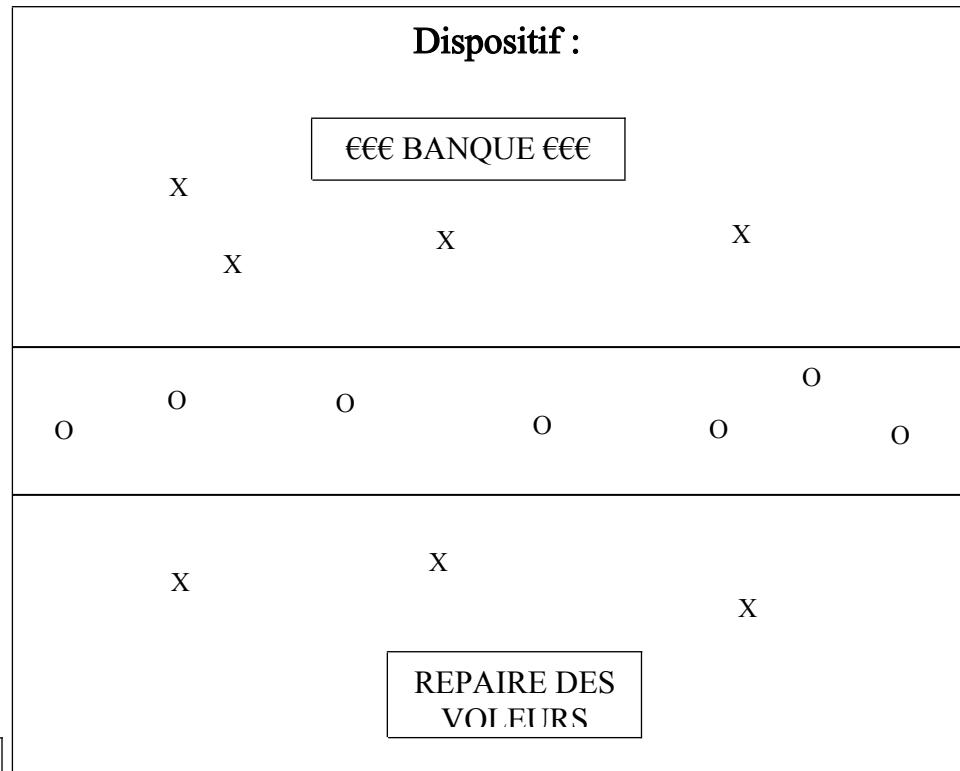 Dispositif :
€€€ BANQUE €€€
X
X
X
X
O
O
O
O
O
O
O
X
X
X
REPAIRE DES
VOLEURS